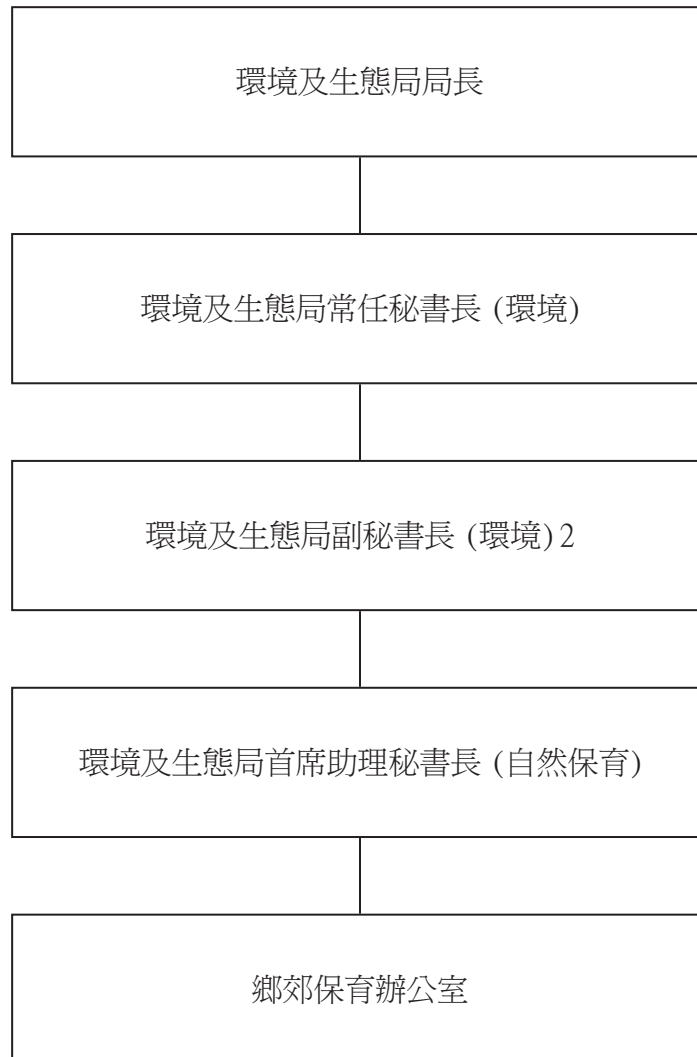 環境及生態局局長
環境及生態局常任秘書長 (環境)
環境及生態局副秘書長 (環境) 2
環境及生態局首席助理秘書長 (自然保育)
鄉郊保育辦公室